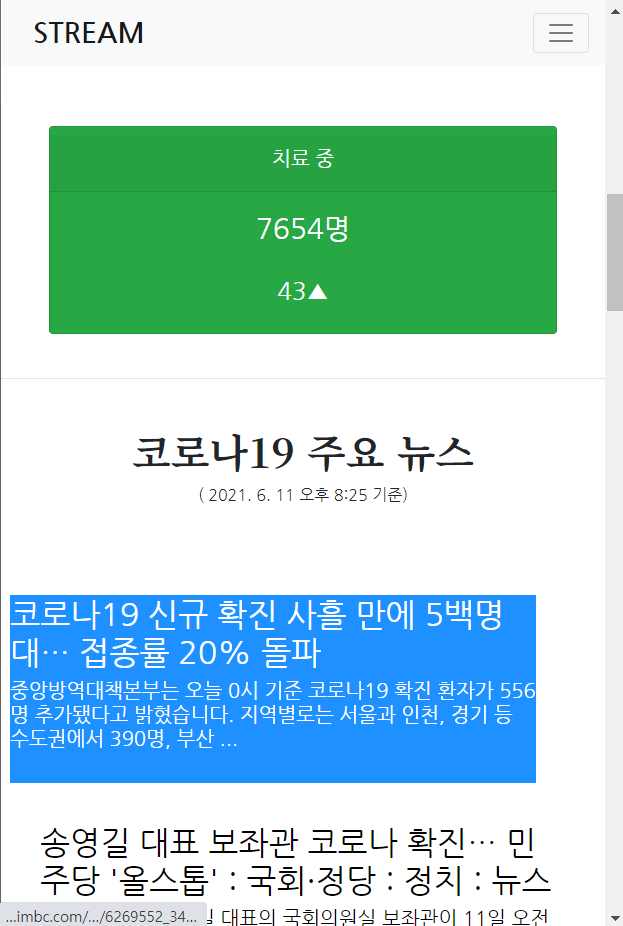 STREAM
치료 중
7654명
43▲
코로나19 주요 뉴스
( 2021. 6. 11 오후 8:25 기준)
코로나19 신규 확진 사흘 만에 5백명
대… 접종률 20% 돌파
중앙방역대책본부는 오늘 0시 기준 코로나19 확진 환자가 556
명 추가됐다고 밝혔습니다. 지역별로는 서울과 인천, 경기 등
수도권에서 390명, 부산 ...
송영길 대표 보좌관 코로나 확진… 민
주당 '올스톱' : 국회·정당 : 정치 : 뉴스
일 대표의 국회의원실 보좌관이 11일 오전
...imbc.com/.../6269552_34...